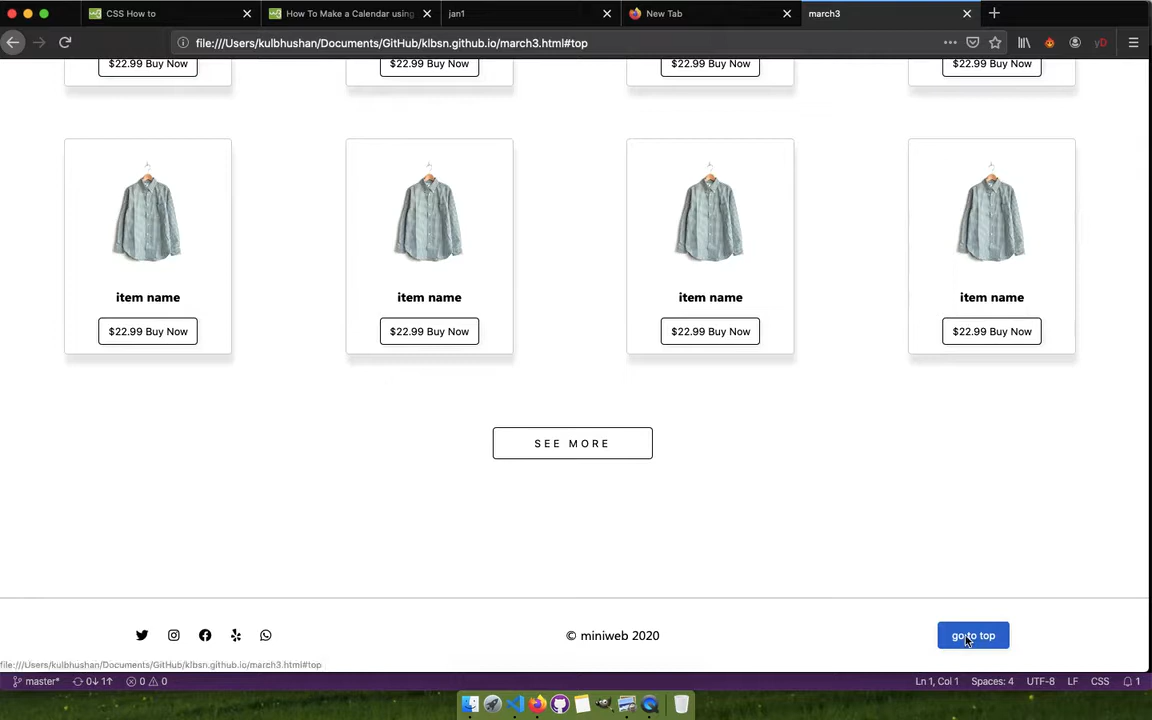 CSS How to
How To Make a Calendar using
jan1
New Tab
march3
file:///Users/kulbhushan/Documents/GitHub/klbsn.github.io/march3.html#top
yD
$22.99 Buy Now
$22.99 Buy Now
$22.99 Buy Now
$22.99 Buy Now
item name
item name
item name
item name
$22.99 Buy Now
$22.99 Buy Now
$22.99 Buy Now
$22.99 Buy Now
SEE MORE
© miniweb 2020
go to top
file:///Users/kulbhushan/Documents/GitHub/klbsn.github.io/march3.html#top
master* 0↓ 1↑ 0 0
Ln 1, Col 1 Spaces: 4 UTF-8 LF CSS 1